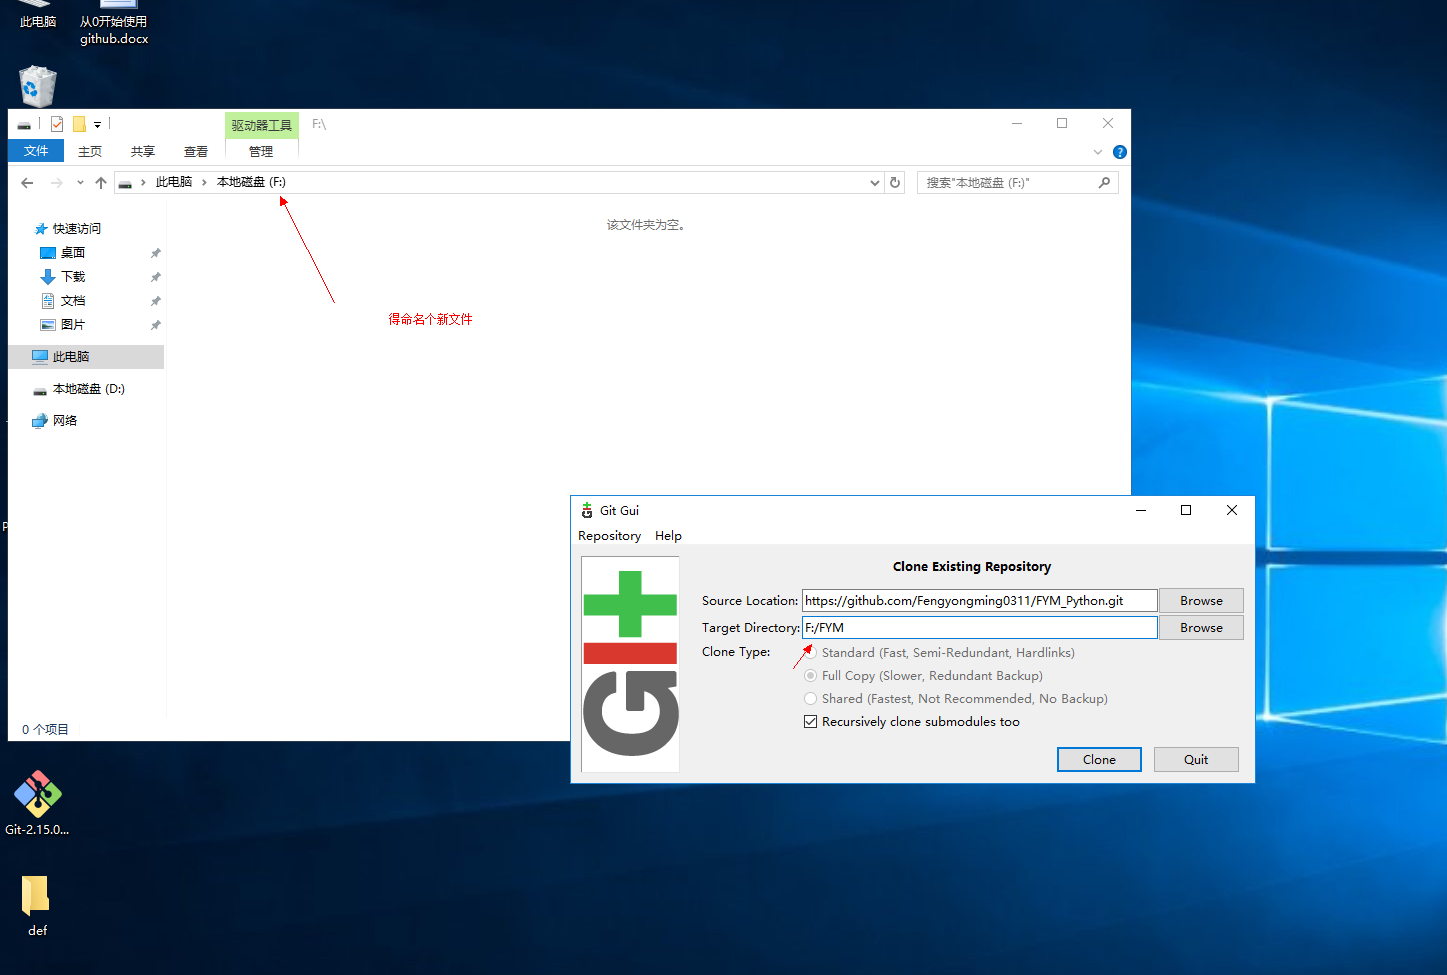 此电脑
从0开始使用
github.docx
驱动器工具
F:\
文件
主页
共享
查看
管理
此电脑
本地磁盘 (F:)
搜索"本地磁盘 (F:)"
快速访问
桌面
下载
文档
图片
此电脑
本地磁盘 (D:)
网络
该文件夹为空。
得命名个新文件
0 个项目
Git Gui
Repository
Help
Clone Existing Repository
Source Location:
https://github.com/Fengyongming0311/FYM_Python.git
Browse
Target Directory:
F:/FYM
Browse
Clone Type:
Standard (Fast, Semi-Redundant, Hardlinks)
Full Copy (Slower, Redundant Backup)
Shared (Fastest, Not Recommended, No Backup)
Recursively clone submodules too
Clone
Quit
Git-2.15.0...
def